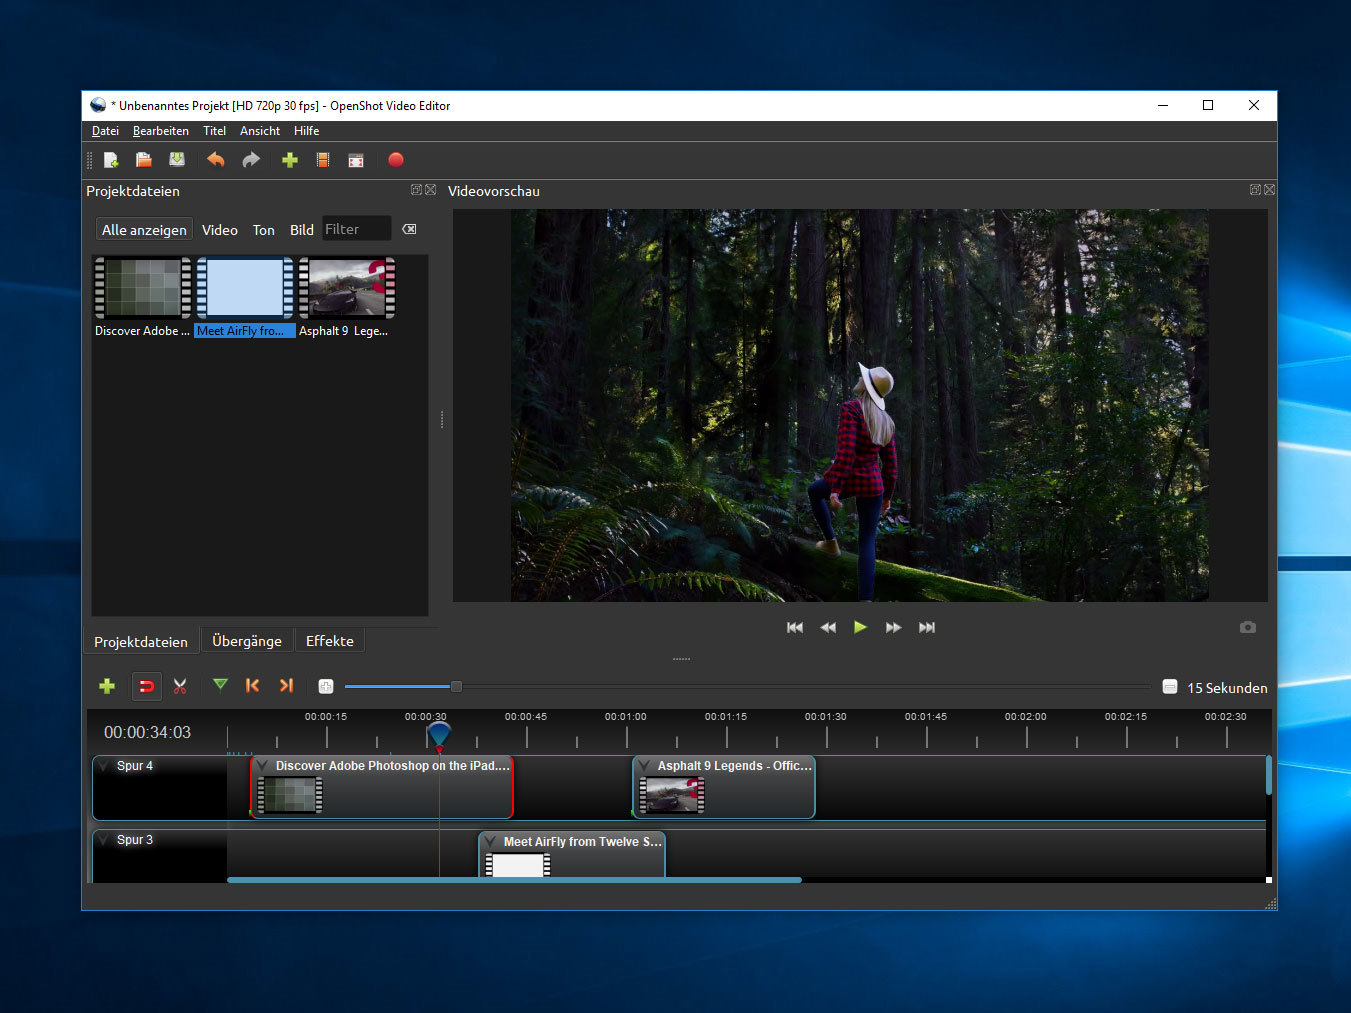 * Unbenanntes Projekt [HD 720p 30 fps] - OpenShot Video Editor
Datei Bearbeiten Titel Ansicht Hilfe
Projektdateien
Videovorschau
Alle anzeigen Video Ton Bild Filter
Discover Adobe ... Meet AirFly fro... Asphalt 9 Lege...
Projektdateien Übergänge Effekte
15 Sekunden
00:00:15 00:00:30 00:00:45 00:01:00 00:01:15 00:01:30 00:01:45 00:02:00 00:02:15 00:02:30
00:00:34:03
Spur 4
Discover Adobe Photoshop on the iPad....
Asphalt 9 Legends - Offic...
Spur 3
Meet AirFly from Twelve S...